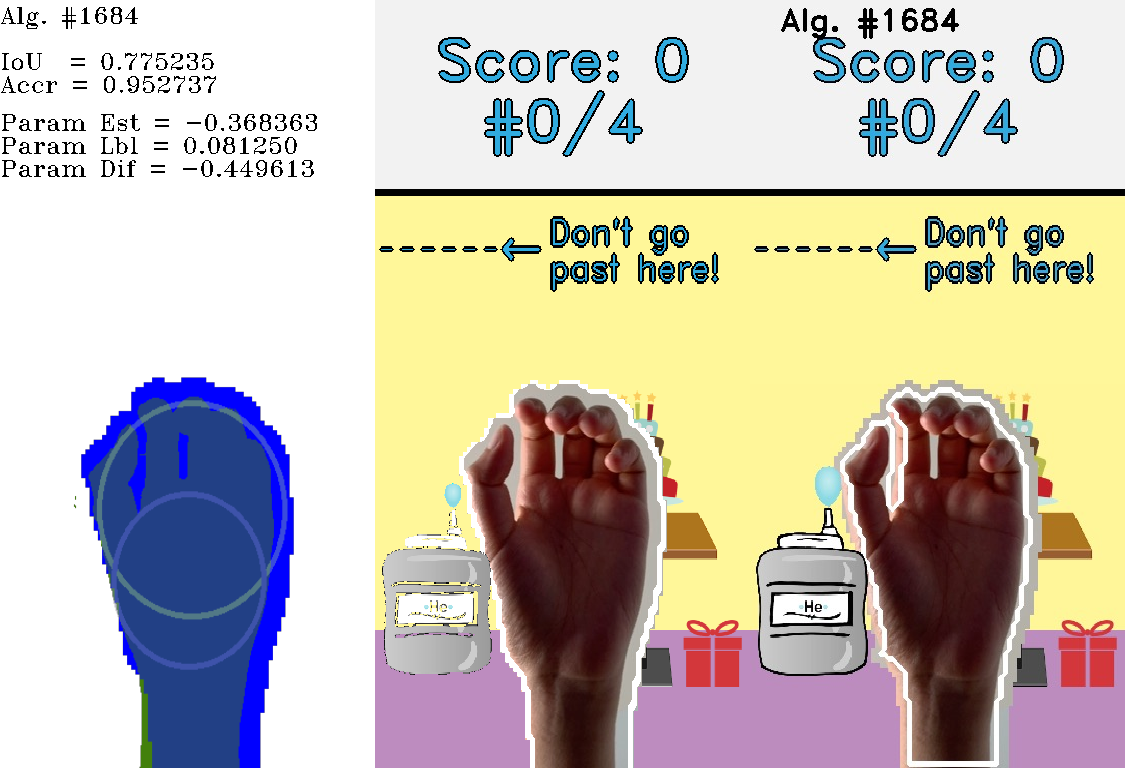 Alg. #1684
IoU = 0.775235
Accr = 0.952737
Param Est = −0.368363
Param Lbl = 0.081250
Param Dif = −0.449613
Score: 0
#0/4
Don't go
past here!
He
Alg. #1684
Score: 0
#0/4
Don't go
past here!
He